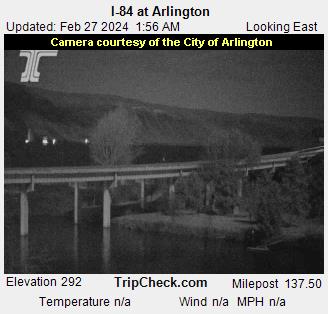 I-84 at Arlington
Updated: Feb 27 2024 1:56 AM Looking East
Camera courtesy of the City of Arlington
Elevation 292 TripCheck.com Milepost 137.50
Temperature n/a Wind n/a MPH n/a